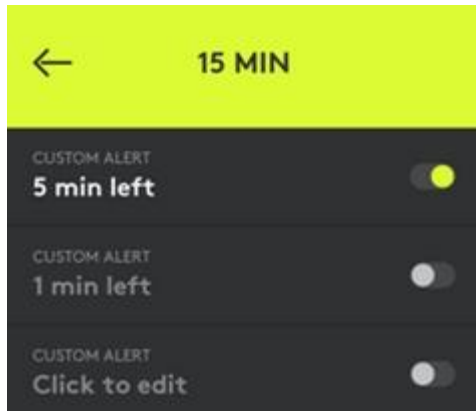 15 MIN
CUSTOM ALERT
5 min left
CUSTOM ALERT
1 min left
CUSTOM ALERT
Click to edit